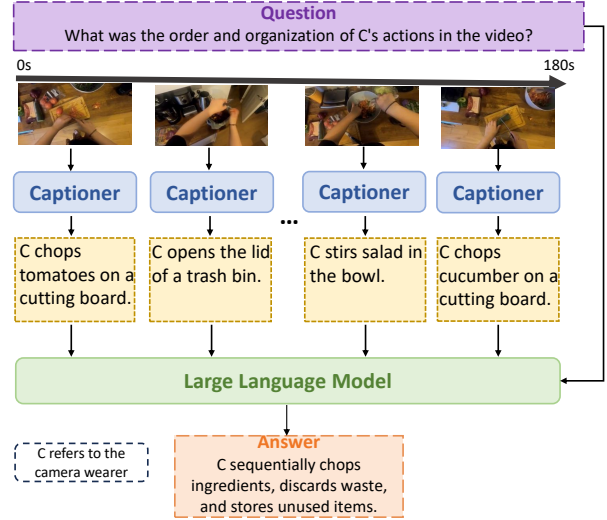 Question
What was the order and organization of C's actions in the video?
0s
180s
Captioner
Captioner
...
Captioner
Captioner
C chops
tomatoes on a
cutting board.
C opens the lid
of a trash bin.
C stirs salad in
the bowl.
C chops
cucumber on a
cutting board.
Large Language Model
C refers to the
camera wearer
Answer
C sequentially chops
ingredients, discards waste,
and stores unused items.